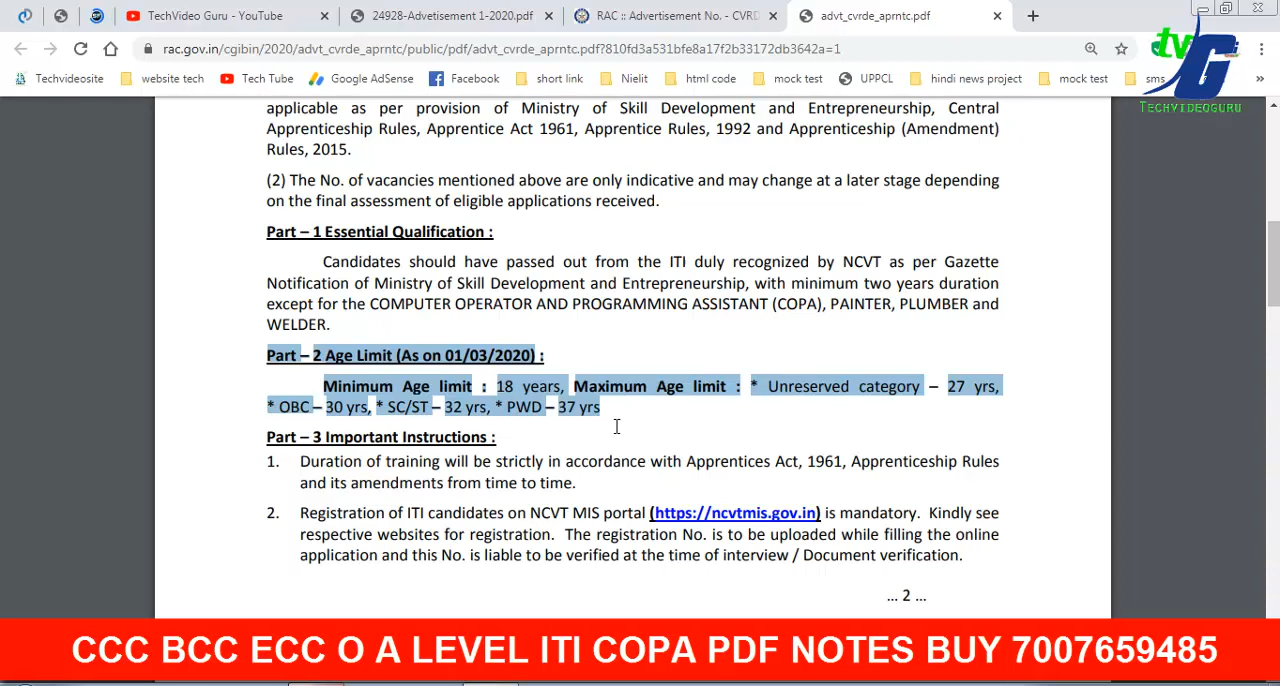 TechVideo Guru - YouTube
24928-Advetisement 1-2020.pdf
RAC :: Advertisement No. - CVRD
advt_cvrde_aprntc.pdf
rac.gov.in/cgibin/2020/advt_cvrde_aprntc/public/pdf/advt_cvrde_aprntc.pdf?810fd3a531bfe8a17f2b33172db3642a=1
Techvideosite
website tech
Tech Tube
Google AdSense
Facebook
short link
Nielit
html code
mock test
UPPCL
hindi news project
mock test
sms
»
tv
G
TECHVIDEOGURU
applicable as per provision of Ministry of Skill Development and Entrepreneurship, Central
Apprenticeship Rules, Apprentice Act 1961, Apprentice Rules, 1992 and Apprenticeship (Amendment)
Rules, 2015.
(2) The No. of vacancies mentioned above are only indicative and may change at a later stage depending
on the final assessment of eligible applications received.
Part – 1 Essential Qualification :
Candidates should have passed out from the ITI duly recognized by NCVT as per Gazette
Notification of Ministry of Skill Development and Entrepreneurship, with minimum two years duration
except for the COMPUTER OPERATOR AND PROGRAMMING ASSISTANT (COPA), PAINTER, PLUMBER and
WELDER.
Part – 2 Age Limit (As on 01/03/2020) :
Minimum Age limit : 18 years, Maximum Age limit : * Unreserved category – 27 yrs,
* OBC – 30 yrs, * SC/ST – 32 yrs, * PWD – 37 yrs
Part – 3 Important Instructions :
1. Duration of training will be strictly in accordance with Apprentices Act, 1961, Apprenticeship Rules
and its amendments from time to time.
2. Registration of ITI candidates on NCVT MIS portal (https://ncvtmis.gov.in) is mandatory. Kindly see
respective websites for registration. The registration No. is to be uploaded while filling the online
application and this No. is liable to be verified at the time of interview / Document verification.
... 2 ...
CCC BCC ECC O A LEVEL ITI COPA PDF NOTES BUY 7007659485